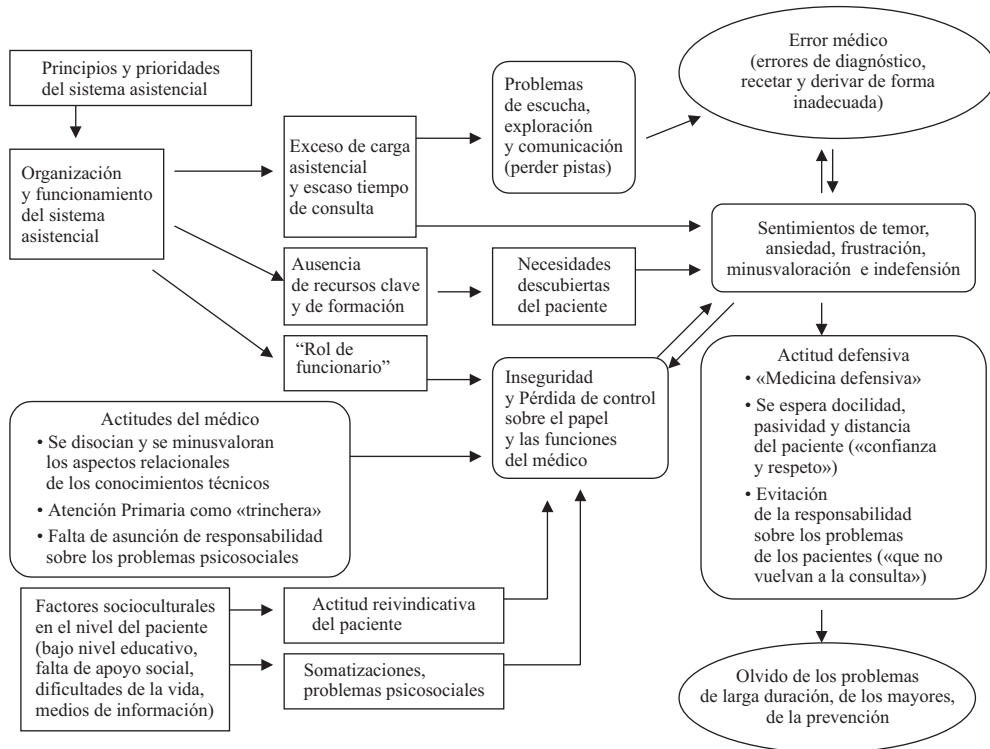 Principios y prioridades
del sistema asistencial
Organización
y funcionamiento
del sistema
asistencial
Exceso de carga
asistencial
y escaso tiempo
de consulta
Problemas
de escucha,
exploración
y comunicación
(perder pistas)
Error médico
(errores de diagnóstico,
recetar y derivar de forma
inadecuada)
Ausencia
de recursos clave
y de formación
Necesidades
descubiertas
del paciente
Sentimientos de temor,
ansiedad, frustración,
minusvaloración e indefensión
“Rol de
funcionario”
Inseguridad
y Pérdida de control
sobre el papel
y las funciones
del médico
Actitudes del médico
• Se disocian y se minusvaloran
los aspectos relacionales
de los conocimientos técnicos
• Atención Primaria como «trinchera»
• Falta de asunción de responsabilidad
sobre los problemas psicosociales
Actitud defensiva
• «Medicina defensiva»
• Se espera docilidad,
pasividad y distancia
del paciente («confianza
y respeto»)
• Evitación
de la responsabilidad
sobre los problemas
de los pacientes («que no
vuelvan a la consulta»)
Factores socioculturales
en el nivel del paciente
(bajo nivel educativo,
falta de apoyo social,
dificultades de la vida,
medios de información)
Actitud reivindicativa
del paciente
Somatizaciones,
problemas psicosociales
Olvido de los problemas
de larga duración, de los mayores,
de la prevención